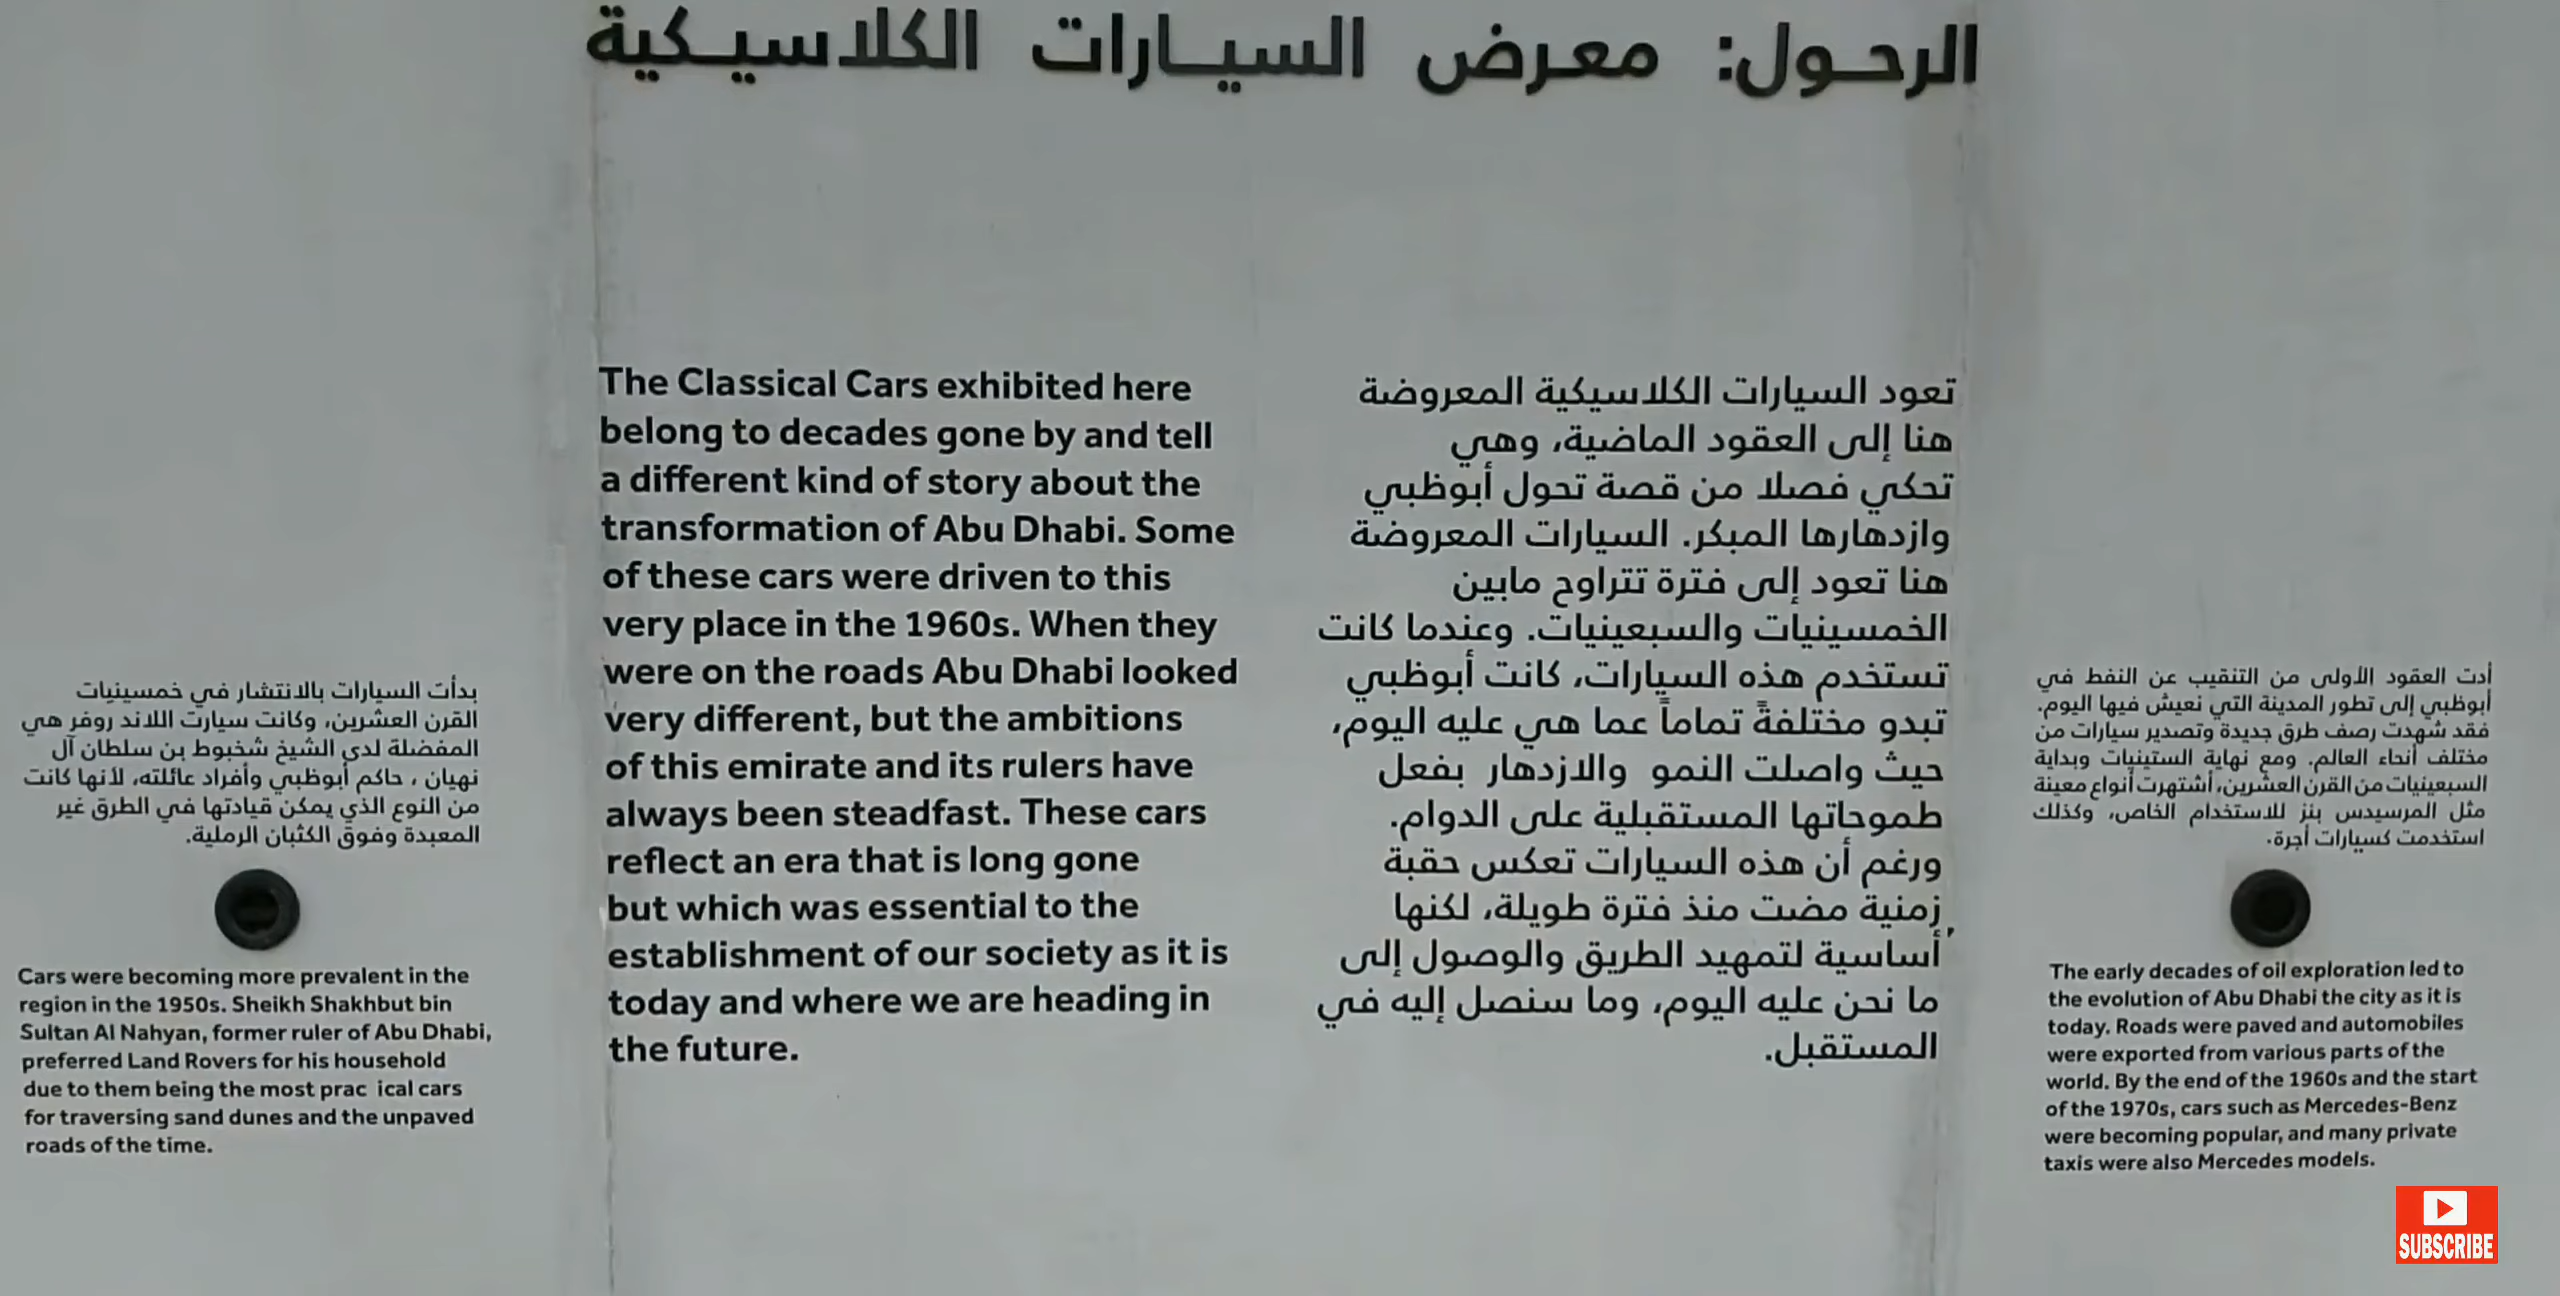 الرحول: معرض السيارات الكلاسيكية
بدأت السيارات بالانتشار في خمسينيات
القرن العشرين، وكانت سيارت اللاند روفر هي
المفضلة لدى الشيخ شخبوط بن سلطان آل
نهيان ، حاكم أبوظبي وأفراد عائلته، لأنها كانت
من النوع الذي يمكن قيادتها في الطرق غير
المعبدة وفوق الكثبان الرملية.
Cars were becoming more prevalent in the
region in the 1950s. Sheikh Shakhbut bin
Sultan Al Nahyan, former ruler of Abu Dhabi,
preferred Land Rovers for his household
due to them being the most prac ical cars
for traversing sand dunes and the unpaved
roads of the time.
The Classical Cars exhibited here
belong to decades gone by and tell
a different kind of story about the
transformation of Abu Dhabi. Some
of these cars were driven to this
very place in the 1960s. When they
were on the roads Abu Dhabi looked
very different, but the ambitions
of this emirate and its rulers have
always been steadfast. These cars
reflect an era that is long gone
but which was essential to the
establishment of our society as it is
today and where we are heading in
the future.
تعود السيارات الكلاسيكية المعروضة
هنا إلى العقود الماضية، وهي
تحكي فصلا من قصة تحول أبوظبي
وازدهارها المبكر. السيارات المعروضة
هنا تعود إلى فترة تتراوح مابين
الخمسينيات والسبعينيات. وعندما كانت
تستخدم هذه السيارات، كانت أبوظبي
تبدو مختلفةً تماماً عما هي عليه اليوم،
حيث واصلت النمو والازدهار بفعل
طموحاتها المستقبلية على الدوام.
ورغم أن هذه السيارات تعكس حقبة
زمنية مضت منذ فترة طويلة، لكنها
أساسية لتمهيد الطريق والوصول إلى
ما نحن عليه اليوم، وما سنصل إليه في
المستقبل.
أدت العقود الأولى من التنقيب عن النفط في
أبوظبي إلى تطور المدينة التي نعيش فيها اليوم.
فقد شهدت رصف طرق جديدة وتصدير سيارات من
مختلف أنحاء العالم. ومع نهاية الستينيات وبداية
السبعينيات من القرن العشرين، أشتهرت أنواع معينة
مثل المرسيدس بنز للاستخدام الخاص، وكذلك
استخدمت كسيارات أجرة.
The early decades of oil exploration led to
the evolution of Abu Dhabi the city as it is
today. Roads were paved and automobiles
were exported from various parts of the
world. By the end of the 1960s and the start
of the 1970s, cars such as Mercedes-Benz
were becoming popular, and many private
taxis were also Mercedes models.
SUBSCRIBE